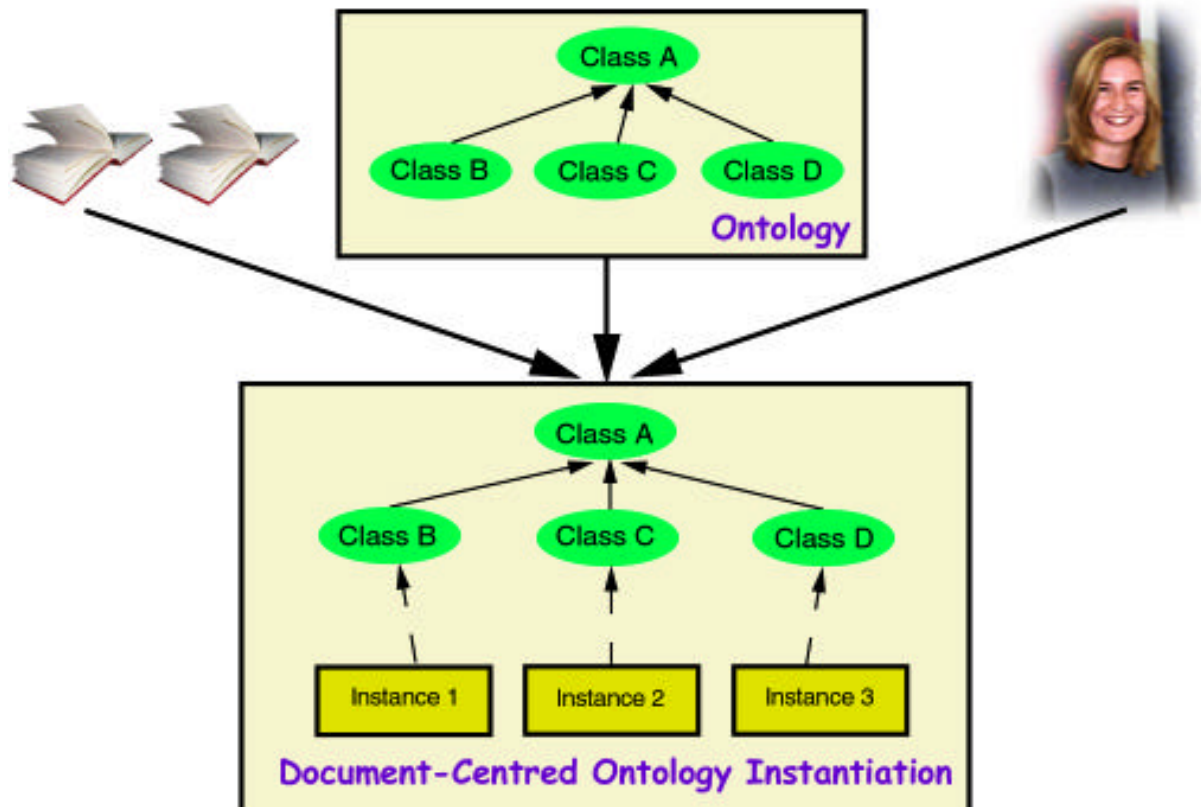 Class A
Class B
Class C
Class D
Ontology
Class A
Class B
Class C
Class D
Instance 1
Instance 2
Instance 3
Document-Centred Ontology Instantiation